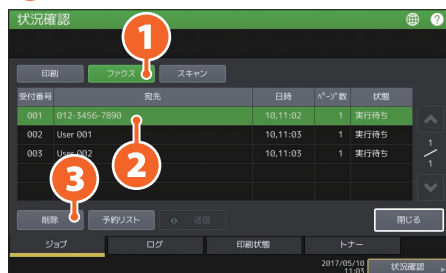 状況確認
?
1
印刷 ファクス スキャン
受付番号 宛先 日時 ページ数 状態
001 012-3456-7890 10,11:02 1 実行待ち
002 User 001 10,11:03 1 実行待ち
003 User 002 10,11:03 1 実行待ち
1
1
2
3
削除 予約リスト 送信 閉じる
ジョブ ログ 印刷状態 トナー
2017/05/10
11:03
状況確認